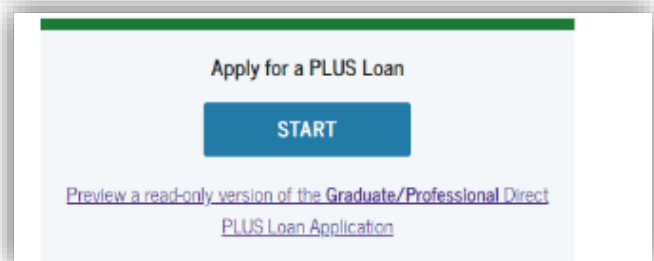 Apply for a PLUS Loan
START
Preview a read-only version of the Graduate/Professional Direct
PLUS Loan Application